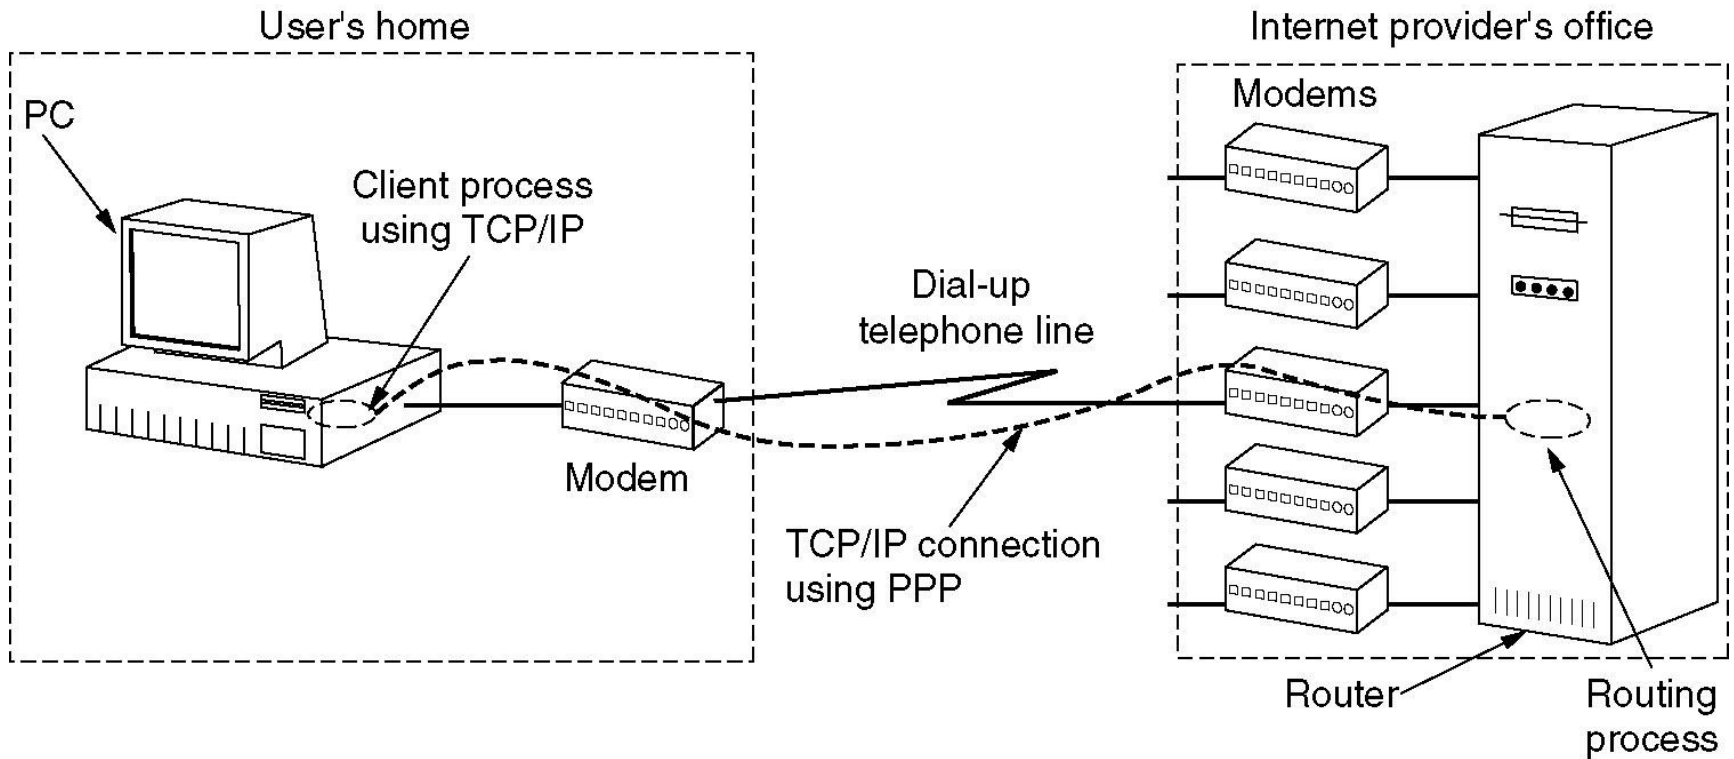 User's home
Internet provider's office
PC
Client process
using TCP/IP
Modem
Dial-up
telephone line
TCP/IP connection
using PPP
Modems
Router
Routing
process